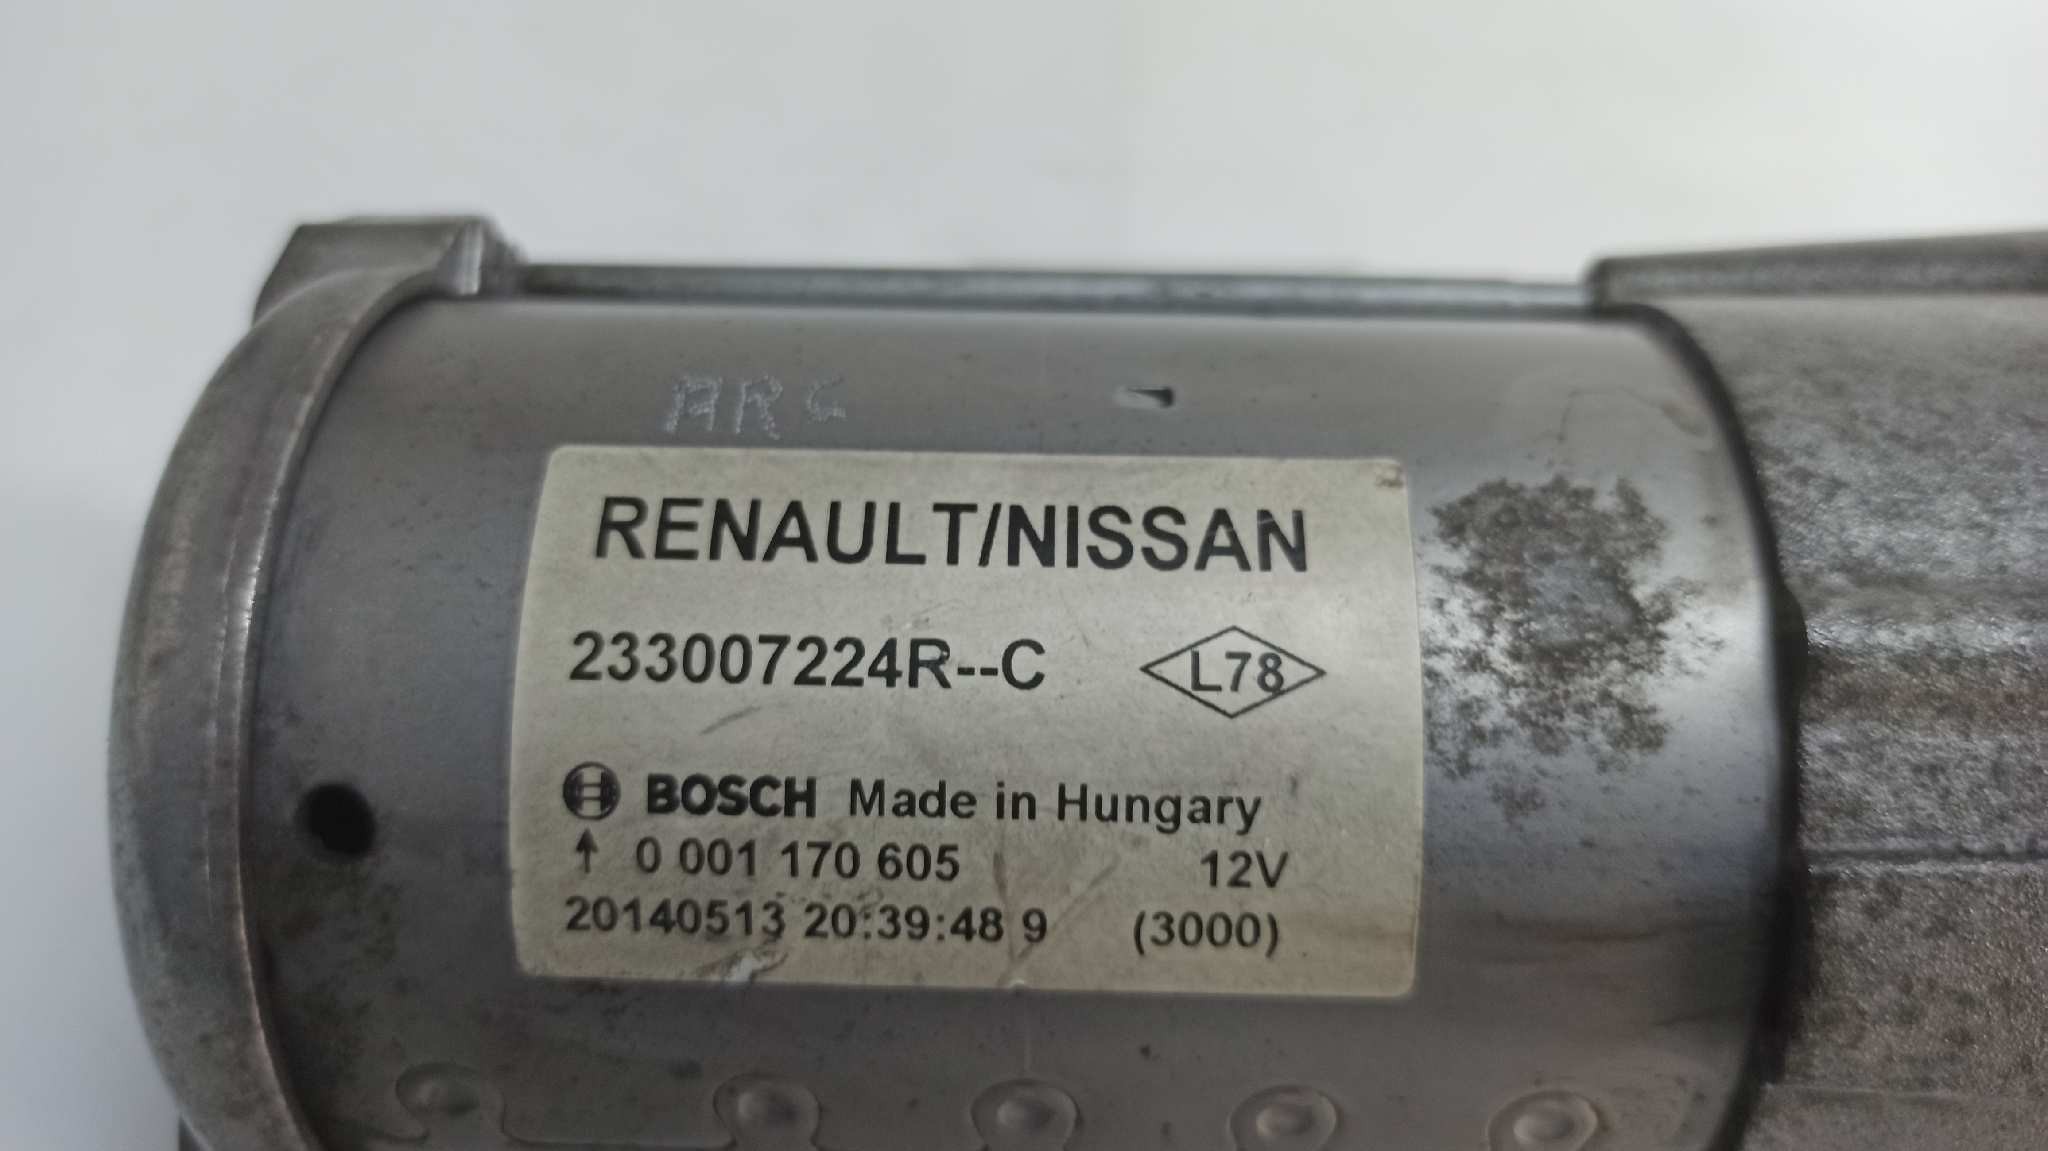 ARC
RENAULT/NISSAN
233007224R--C L78
BOSCH Made in Hungary
↑ 0 001 170 605 12V
20140513 20:39:48 9 (3000)